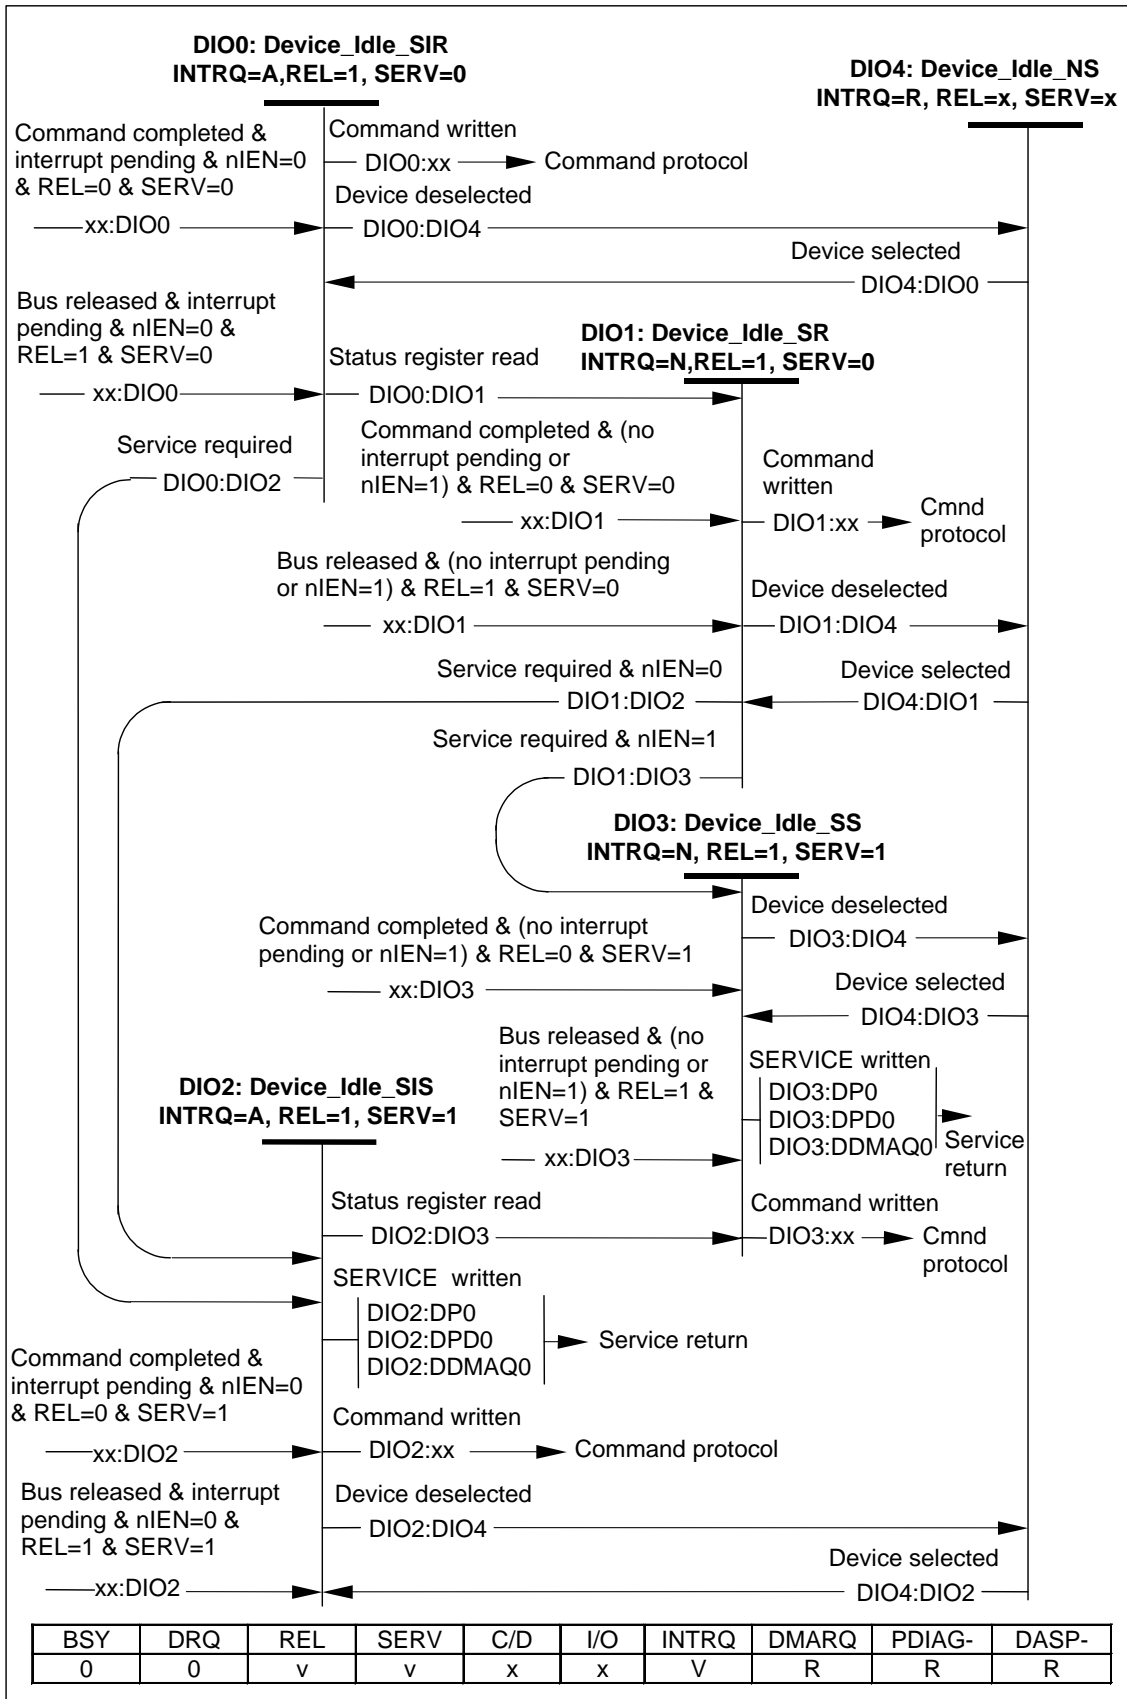 DIO0: Device_Idle_SIR
INTRQ=A,REL=1, SERV=0
DIO4: Device_Idle_NS
INTRQ=R, REL=x, SERV=x
Command completed &
interrupt pending & nIEN=0
& REL=0 & SERV=0
xx:DIO0
Command written
DIO0:xx
Command protocol
Device deselected
DIO0:DIO4
Device selected
DIO4:DIO0
Bus released & interrupt
pending & nIEN=0 &
REL=1 & SERV=0
xx:DIO0
DIO1: Device_Idle_SR
INTRQ=N,REL=1, SERV=0
Status register read
DIO0:DIO1
Service required
DIO0:DIO2
Command completed & (no
interrupt pending or
nIEN=1) & REL=0 & SERV=0
xx:DIO1
Command
written
DIO1:xx
Cmnd
protocol
Bus released & (no interrupt pending
or nIEN=1) & REL=1 & SERV=0
xx:DIO1
Device deselected
DIO1:DIO4
Service required & nIEN=0
DIO1:DIO2
Device selected
DIO4:DIO1
Service required & nIEN=1
DIO1:DIO3
DIO3: Device_Idle_SS
INTRQ=N, REL=1, SERV=1
Device deselected
DIO3:DIO4
Command completed & (no interrupt
pending or nIEN=1) & REL=0 & SERV=1
xx:DIO3
Device selected
DIO4:DIO3
Bus released & (no
interrupt pending or
nIEN=1) & REL=1 &
SERV=1
xx:DIO3
SERVICE written
DIO3:DP0
DIO3:DPD0
DIO3:DDMAQ0
Service
return
DIO2: Device_Idle_SIS
INTRQ=A, REL=1, SERV=1
Status register read
DIO2:DIO3
Command written
DIO3:xx
Cmnd
protocol
SERVICE written
DIO2:DP0
DIO2:DPD0
DIO2:DDMAQ0
Service return
Command completed &
interrupt pending & nIEN=0
& REL=0 & SERV=1
xx:DIO2
Command written
DIO2:xx
Command protocol
Bus released & interrupt
pending & nIEN=0 &
REL=1 & SERV=1
xx:DIO2
Device deselected
DIO2:DIO4
Device selected
DIO4:DIO2
BSY DRQ REL SERV C/D I/O INTRQ DMARQ PDIAG- DASP-
0 0 v v x x V R R R